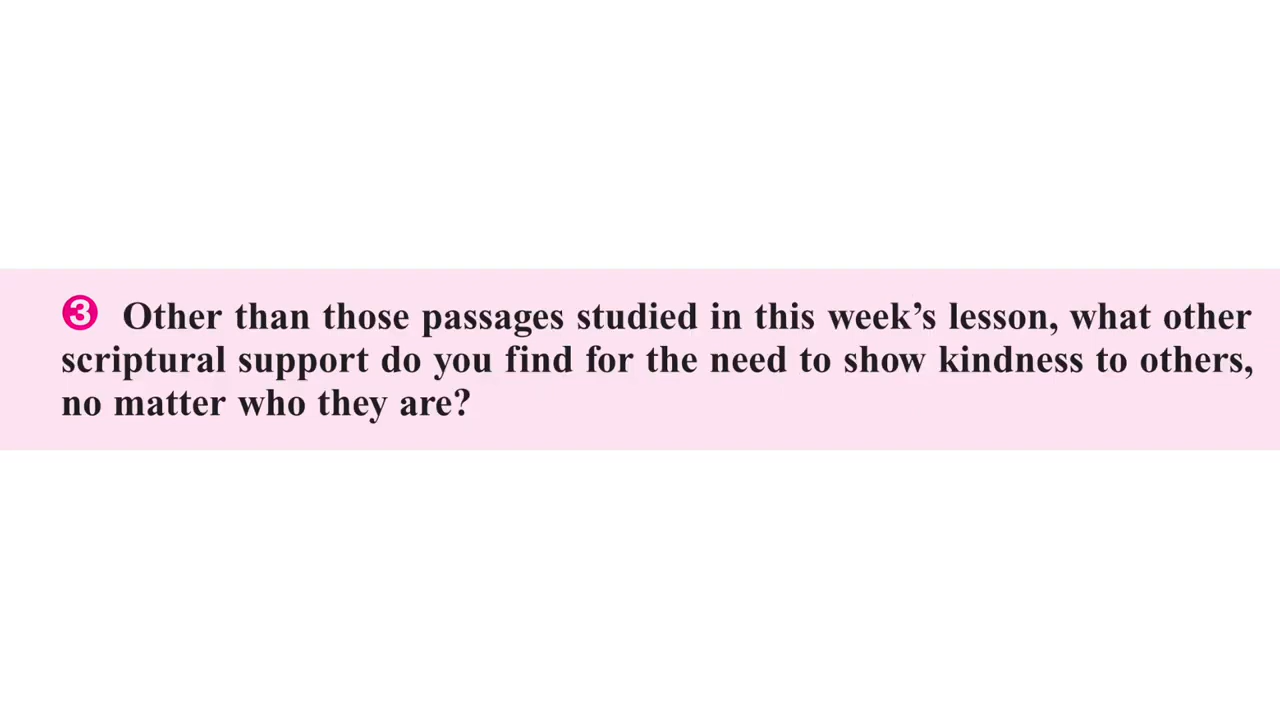 ❸ Other than those passages studied in this week’s lesson, what other
scriptural support do you find for the need to show kindness to others,
no matter who they are?